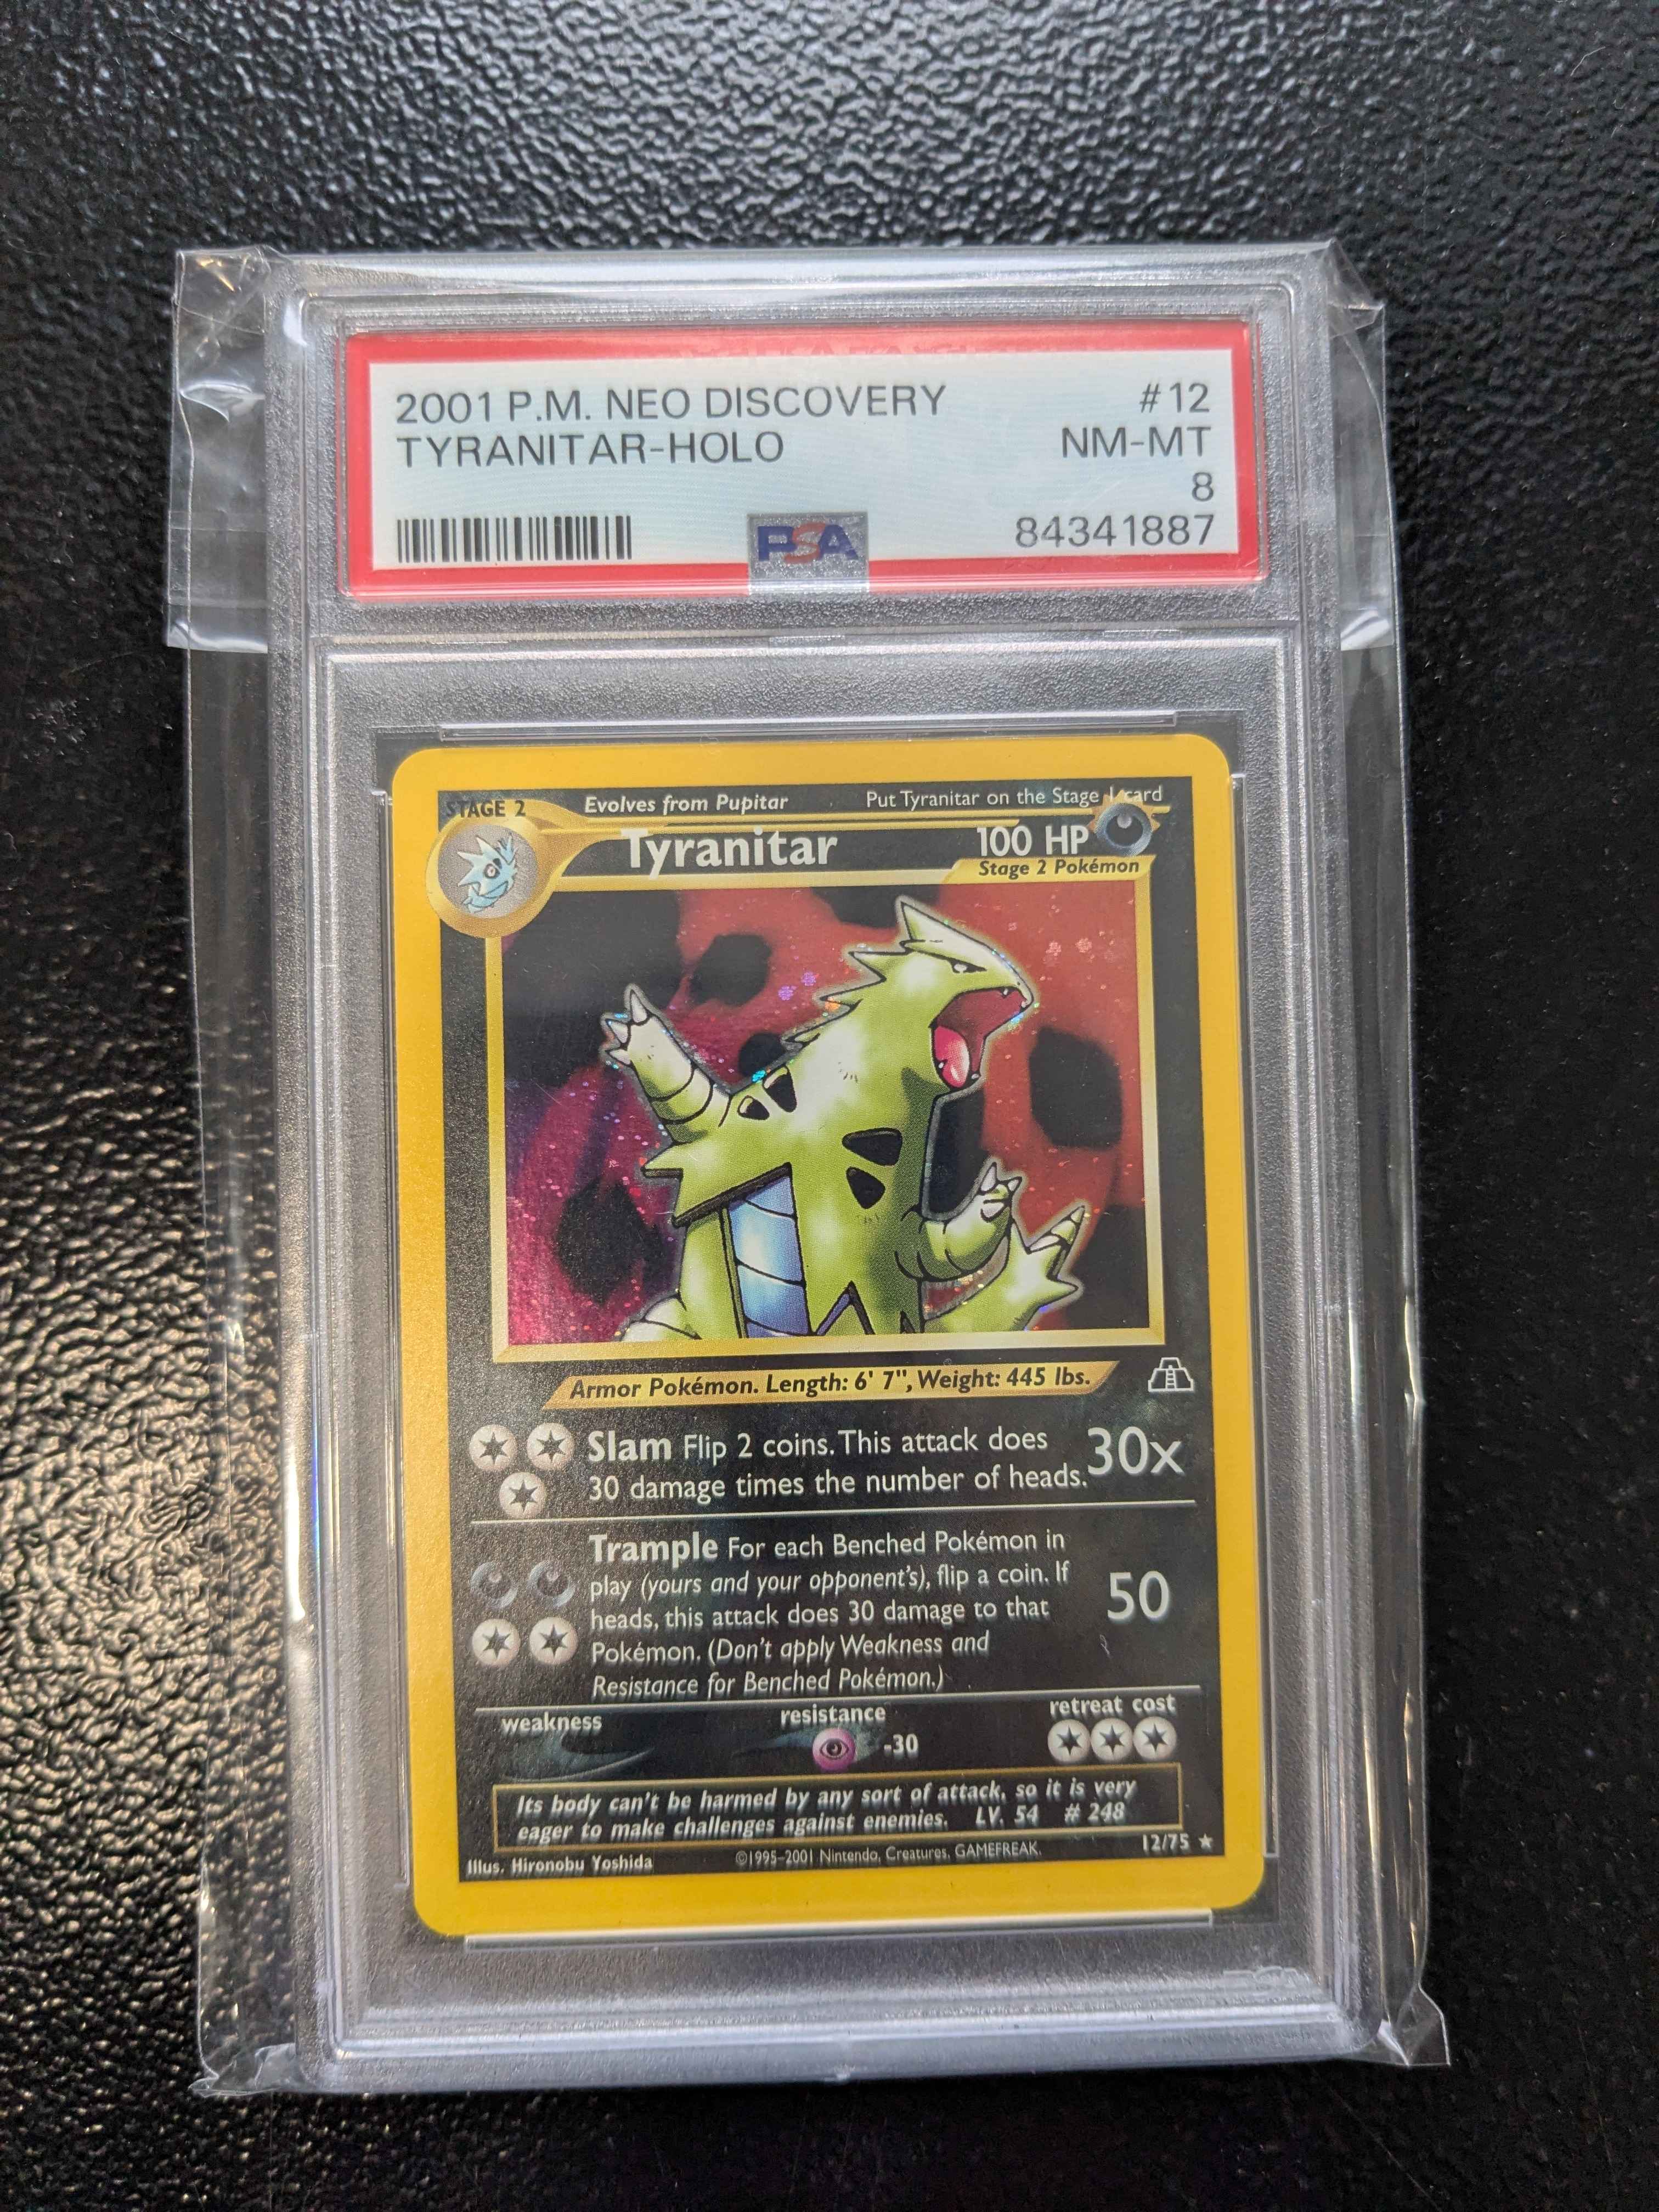 2001 P.M. NEO DISCOVERY #12
TYRANITAR-HOLO NM-MT
8
PSA 84341887
STAGE 2 Evolves from Pupitar Put Tyranitar on the Stage 1 card
Tyranitar 100 HP
Stage 2 Pokémon
Armor Pokémon. Length: 6' 7", Weight: 445 lbs.
Slam Flip 2 coins. This attack does 30x
30 damage times the number of heads.
Trample For each Benched Pokémon in
play (yours and your opponent's), flip a coin. If
heads, this attack does 30 damage to that 50
Pokémon. (Don't apply Weakness and
Resistance for Benched Pokémon.)
weakness resistance retreat cost
-30
Its body can't be harmed by any sort of attack, so it is very
eager to make challenges against enemies. LV. 54 # 248
Illus. Hironobu Yoshida ©1995-2001 Nintendo, Creatures, GAMEFREAK. 12/75 ★